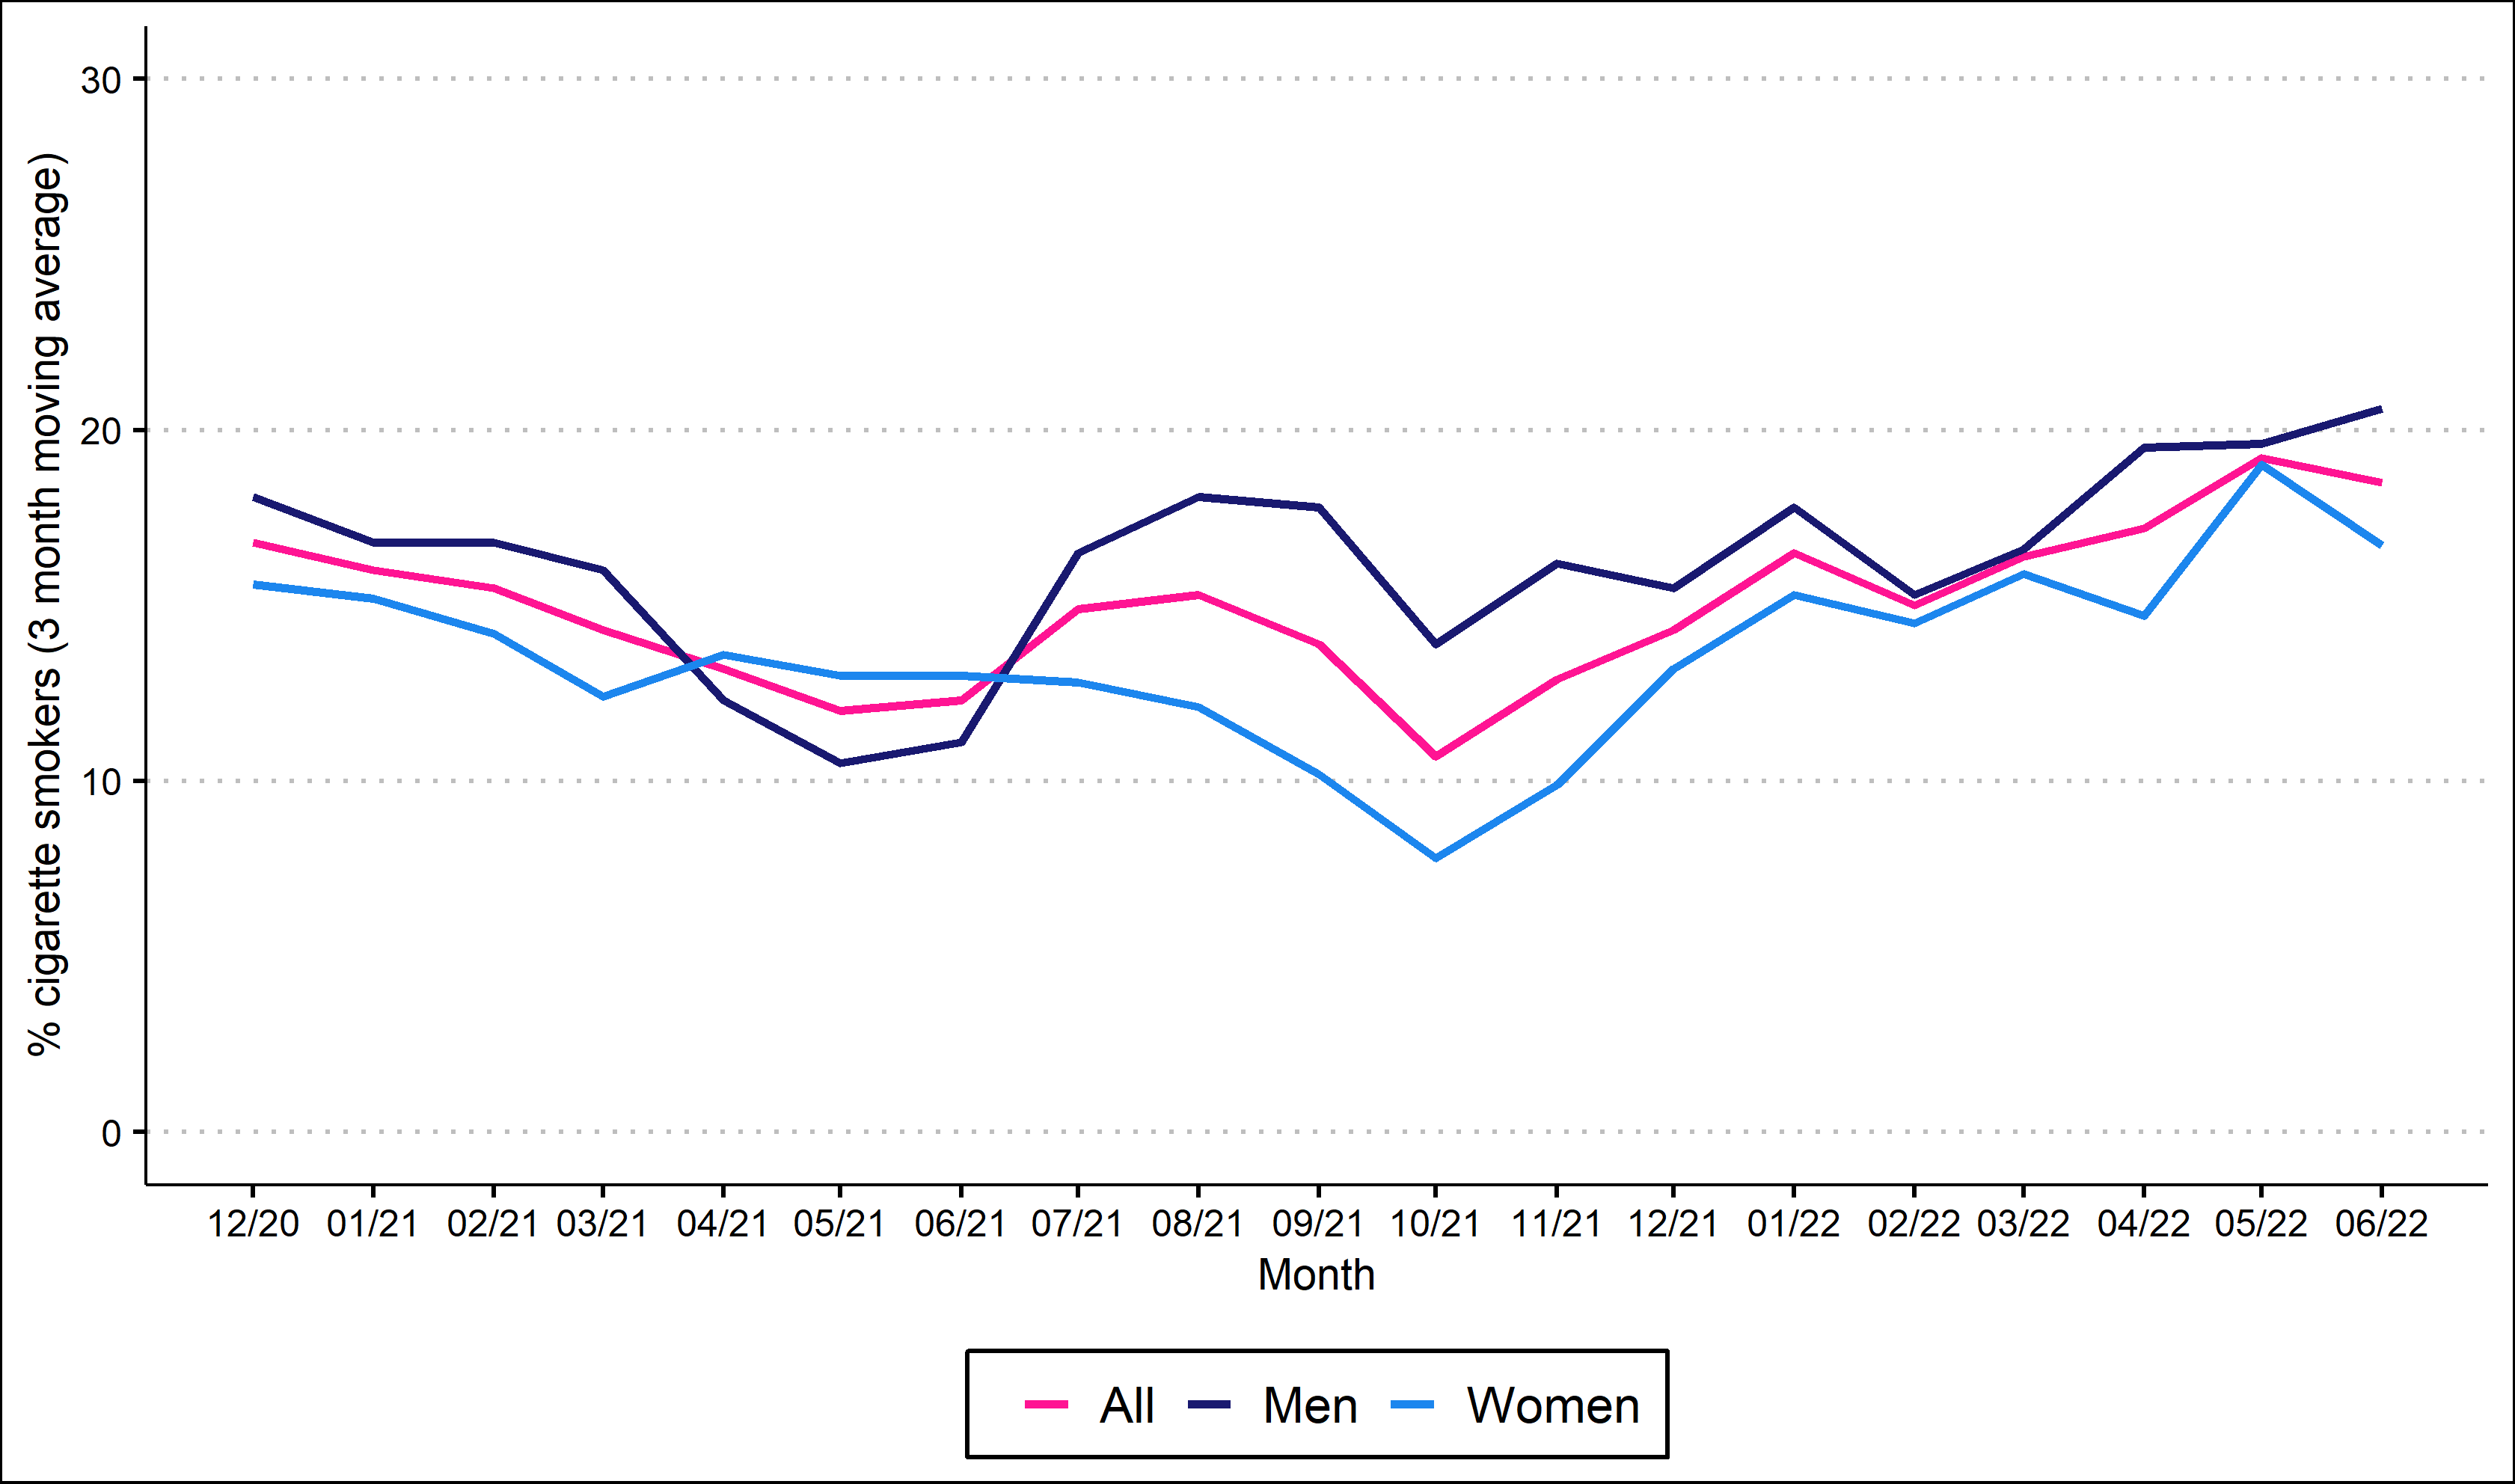 % cigarette smokers (3 month moving average)
30
20
10
0
12/20 01/21 02/21 03/21 04/21 05/21 06/21 07/21 08/21 09/21 10/21 11/21 12/21 01/22 02/22 03/22 04/22 05/22 06/22
Month
All Men Women